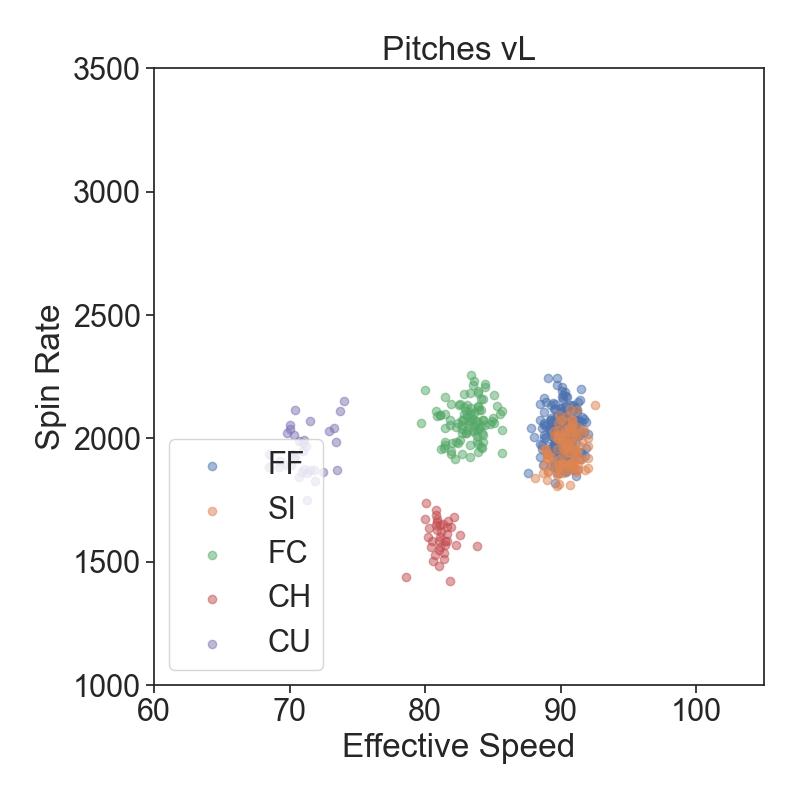 Pitches vL
3500
3000
2500
2000
1500
1000
Spin Rate
FF
SI
FC
CH
CU
60 70 80 90 100
Effective Speed